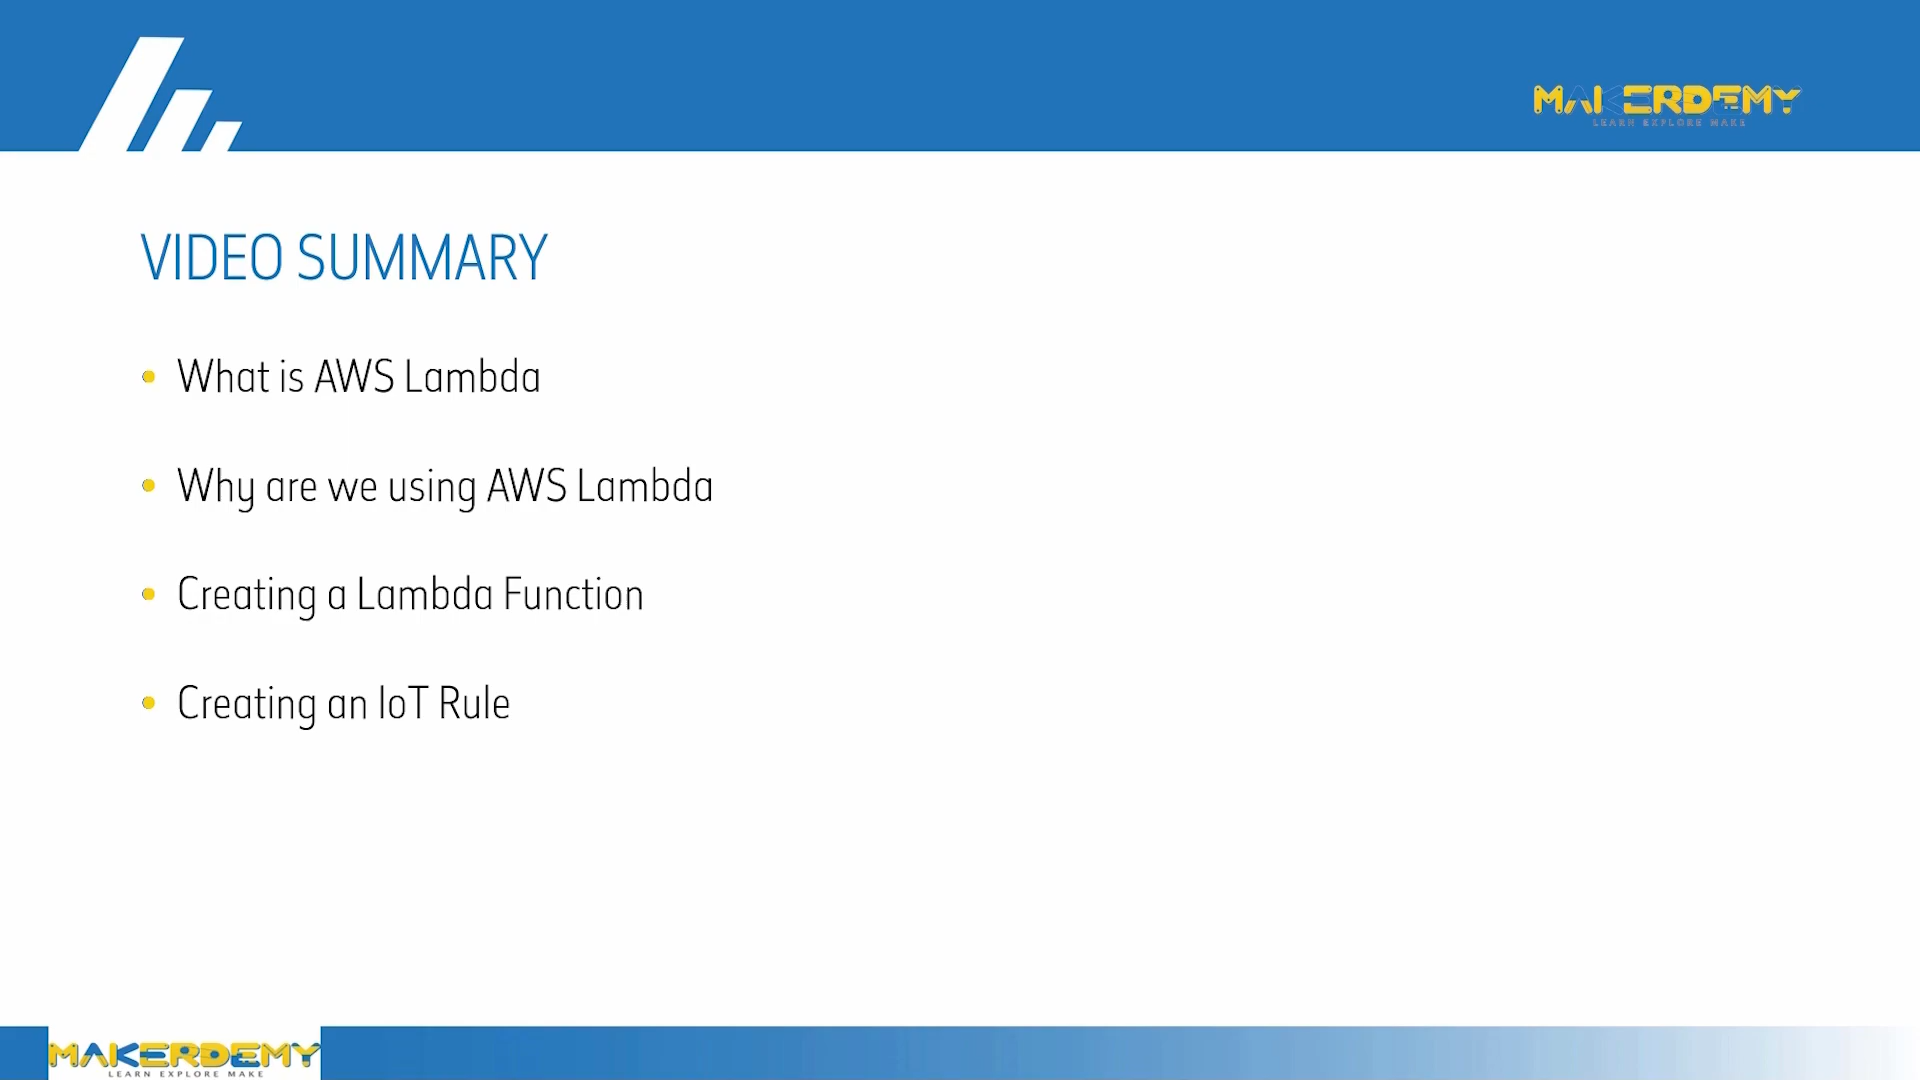 MAKERDEMY
LEARN EXPLORE MAKE
VIDEO SUMMARY
• What is AWS Lambda
• Why are we using AWS Lambda
• Creating a Lambda Function
• Creating an IoT Rule
MAKERDEMY
LEARN EXPLORE MAKE